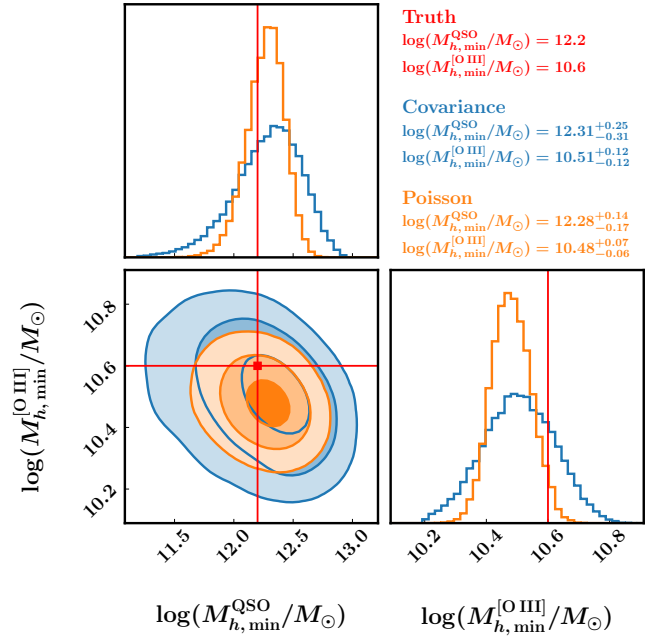 Truth
log(M_{h,min}^{QSO}/M_⊙) = 12.2
log(M_{h,min}^{[O III]}/M_⊙) = 10.6
Covariance
log(M_{h,min}^{QSO}/M_⊙) = 12.31^{+0.25}_{-0.31}
log(M_{h,min}^{[O III]}/M_⊙) = 10.51^{+0.12}_{-0.12}
Poisson
log(M_{h,min}^{QSO}/M_⊙) = 12.28^{+0.14}_{-0.17}
log(M_{h,min}^{[O III]}/M_⊙) = 10.48^{+0.07}_{-0.06}
log(M_{h,min}^{[O III]}/M_⊙)
10.8
10.6
10.4
10.2
11.5 12.0 12.5 13.0
10.2 10.4 10.6 10.8
log(M_{h,min}^{QSO}/M_⊙)
log(M_{h,min}^{[O III]}/M_⊙)